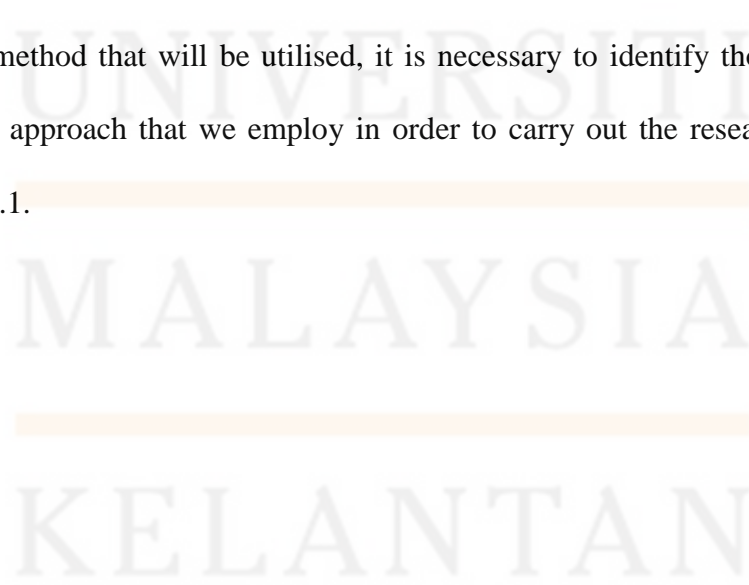 UNIVERSITI
method that will be utilised, it is necessary to identify the
approach that we employ in order to carry out the resea
.1.
MALAYSIA
KELANTAN